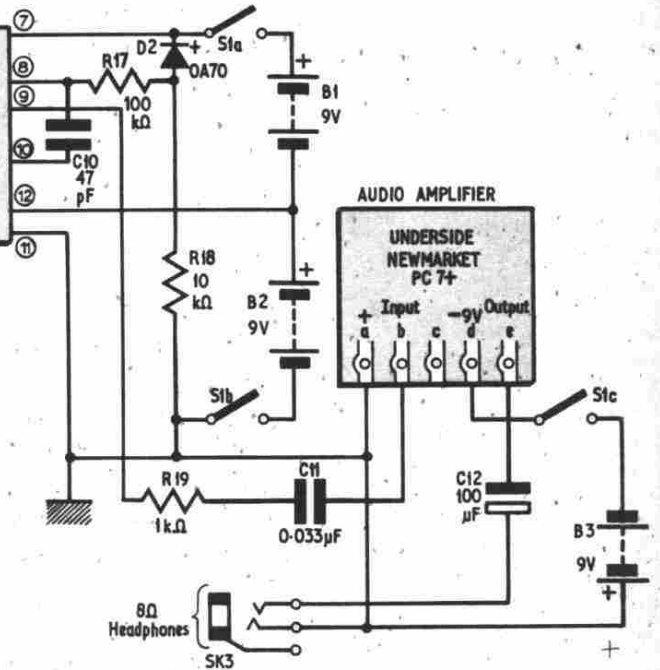 7
S1a
D2 +
OA70
+
8
R17
100
kΩ
B1
9V
9
10
C10
47
pF
12
AUDIO AMPLIFIER
UNDERSIDE
NEWMARKET
PC 7+
11
R18
10
kΩ
+
B2
9V
+ Input -9V Output
a b c d e
S1b
S1c
R19
1kΩ
C11
0·033µF
C12
100
µF
B3
9V
+
8Ω
Headphones
SK3
+